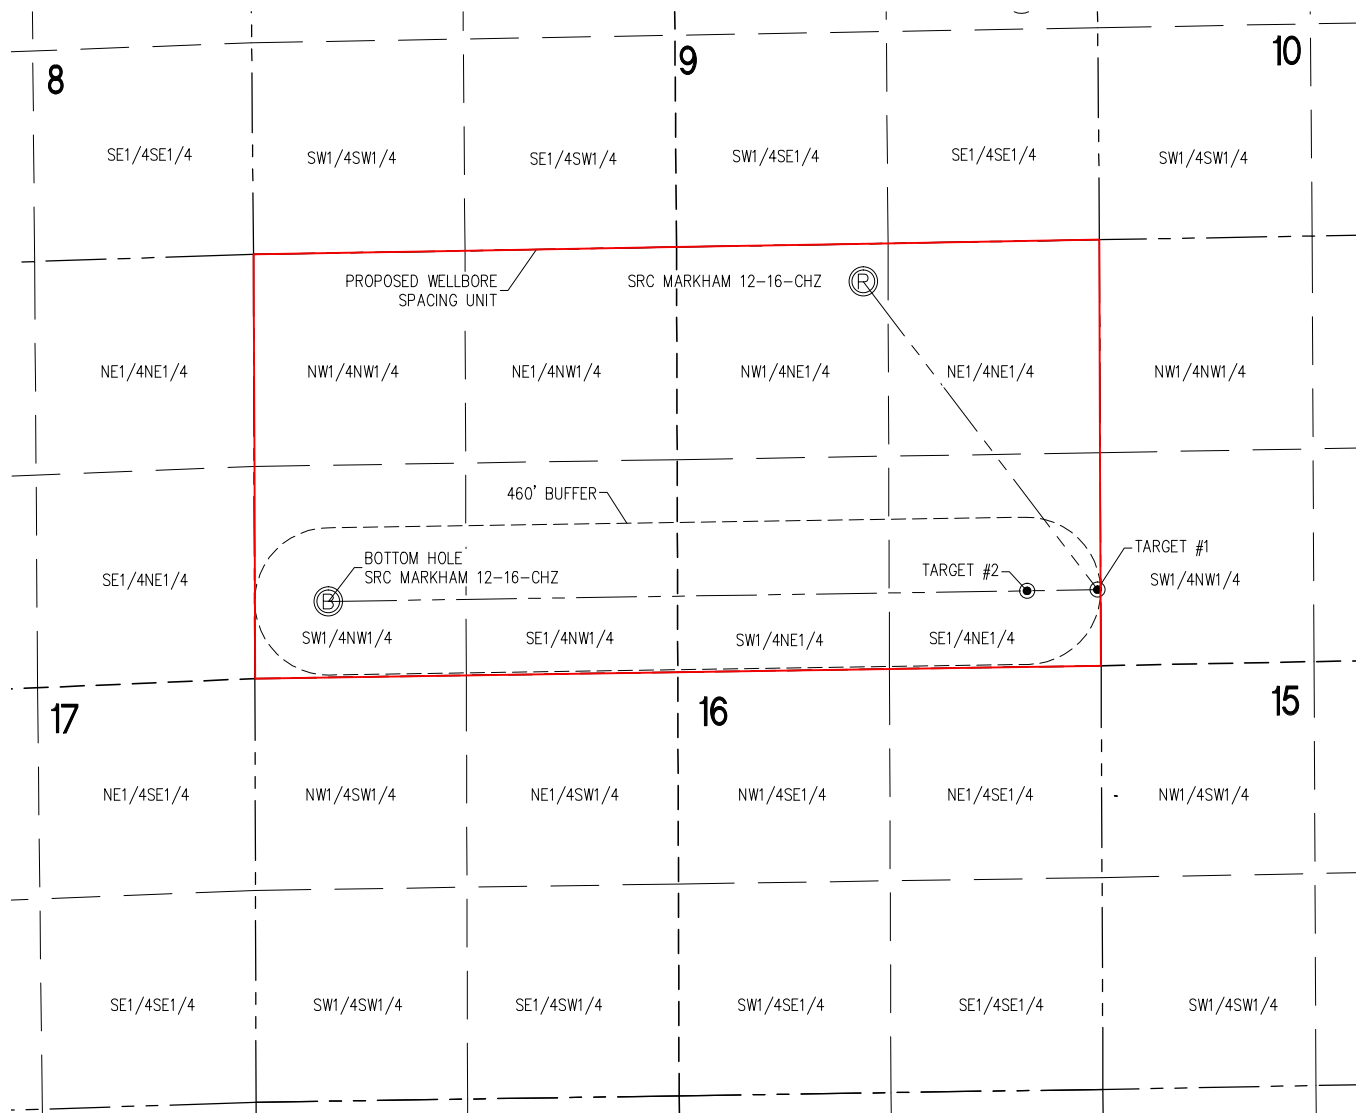 8
9
10
SE1/4SE1/4
SW1/4SW1/4
SE1/4SW1/4
SW1/4SE1/4
SE1/4SE1/4
SW1/4SW1/4
PROPOSED WELLBORE
SPACING UNIT
SRC MARKHAM 12-16-CHZ
R
NE1/4NE1/4
NW1/4NW1/4
NE1/4NW1/4
NW1/4NE1/4
NE1/4NE1/4
NW1/4NW1/4
460' BUFFER
TARGET #1
BOTTOM HOLE
SRC MARKHAM 12-16-CHZ
TARGET #2
SE1/4NE1/4
SW1/4NW1/4
B
SW1/4NW1/4
SE1/4NW1/4
SW1/4NE1/4
SE1/4NE1/4
17
16
15
NE1/4SE1/4
NW1/4SW1/4
NE1/4SW1/4
NW1/4SE1/4
NE1/4SE1/4
NW1/4SW1/4
SE1/4SE1/4
SW1/4SW1/4
SE1/4SW1/4
SW1/4SE1/4
SE1/4SE1/4
SW1/4SW1/4